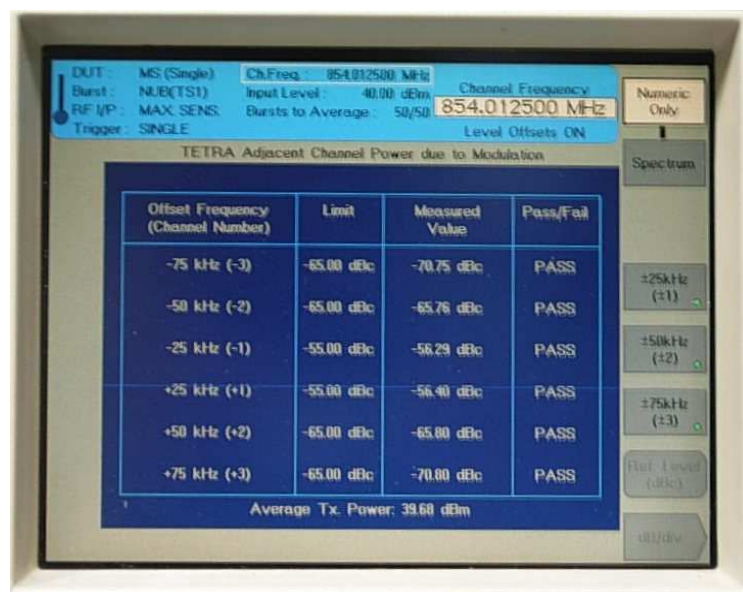 DUT : MS (Single) Ch.Freq. : 854.012500 MHz
Burst : NUB(TS1) Input Level : 40.00 dBm Channel Frequency
RF I/P : MAX. SENS. Bursts to Average : 50/50 854.012500 MHz
Trigger : SINGLE Level Offsets ON
Numeric
Only
TETRA Adjacent Channel Power due to Modulation
Spectrum
Offset Frequency Limit Measured Pass/Fail
(Channel Number) Value
-75 kHz (-3) -65.00 dBc -70.75 dBc PASS
-50 kHz (-2) -65.00 dBc -65.76 dBc PASS
-25 kHz (-1) -55.00 dBc -56.29 dBc PASS
+25 kHz (+1) -55.00 dBc -56.40 dBc PASS
+50 kHz (+2) -65.00 dBc -65.80 dBc PASS
+75 kHz (+3) -65.00 dBc -70.80 dBc PASS
Average Tx. Power: 39.68 dBm
±25kHz
(±1)
±50kHz
(±2)
±75kHz
(±3)
Ref. Level
(dBc)
dB/div